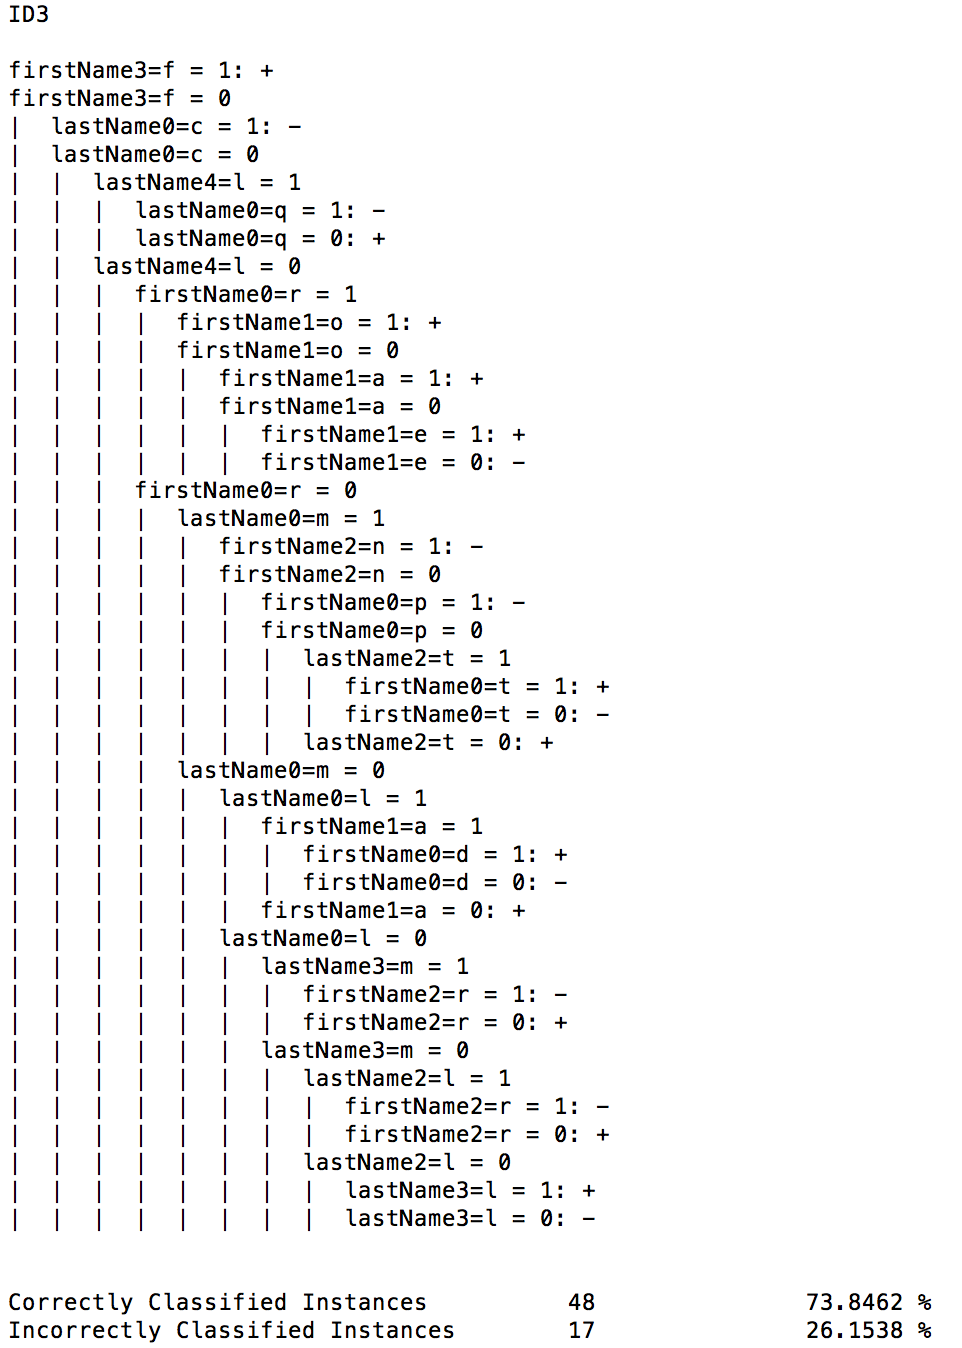 ID3
firstName3=f = 1: +
firstName3=f = 0
| lastName0=c = 1: -
| lastName0=c = 0
| | lastName4=l = 1
| | | lastName0=q = 1: -
| | | lastName0=q = 0: +
| | lastName4=l = 0
| | | firstName0=r = 1
| | | | firstName1=o = 1: +
| | | | firstName1=o = 0
| | | | | firstName1=a = 1: +
| | | | | firstName1=a = 0
| | | | | | firstName1=e = 1: +
| | | | | | firstName1=e = 0: -
| | | firstName0=r = 0
| | | | lastName0=m = 1
| | | | | firstName2=n = 1: -
| | | | | firstName2=n = 0
| | | | | | firstName0=p = 1: -
| | | | | | firstName0=p = 0
| | | | | | | lastName2=t = 1
| | | | | | | | firstName0=t = 1: +
| | | | | | | | firstName0=t = 0: -
| | | | | | | lastName2=t = 0: +
| | | | lastName0=m = 0
| | | | | lastName0=l = 1
| | | | | | firstName1=a = 1
| | | | | | | firstName0=d = 1: +
| | | | | | | firstName0=d = 0: -
| | | | | | firstName1=a = 0: +
| | | | | lastName0=l = 0
| | | | | | lastName3=m = 1
| | | | | | | firstName2=r = 1: -
| | | | | | | firstName2=r = 0: +
| | | | | | lastName3=m = 0
| | | | | | | lastName2=l = 1
| | | | | | | | firstName2=r = 1: -
| | | | | | | | firstName2=r = 0: +
| | | | | | | lastName2=l = 0
| | | | | | | | lastName3=l = 1: +
| | | | | | | | lastName3=l = 0: -
Correctly Classified Instances 48 73.8462 %
Incorrectly Classified Instances 17 26.1538 %